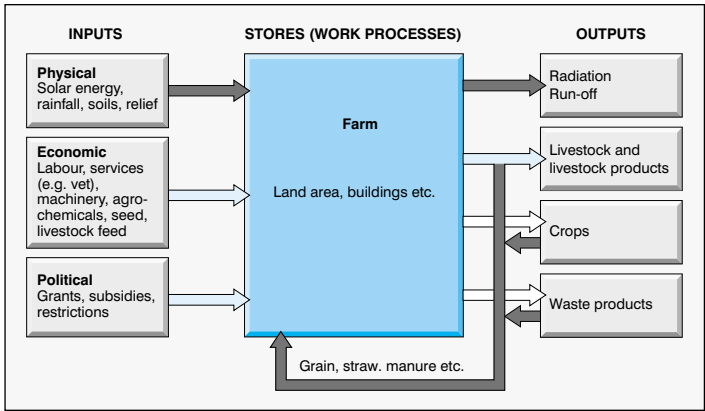 INPUTS
STORES (WORK PROCESSES)
OUTPUTS
Physical
Solar energy,
rainfall, soils, relief
Economic
Labour, services
(e.g. vet),
machinery, agro-
chemicals, seed,
livestock feed
Political
Grants, subsidies,
restrictions
Farm
Land area, buildings etc.
Radiation
Run-off
Livestock and
livestock products
Crops
Waste products
Grain, straw. manure etc.